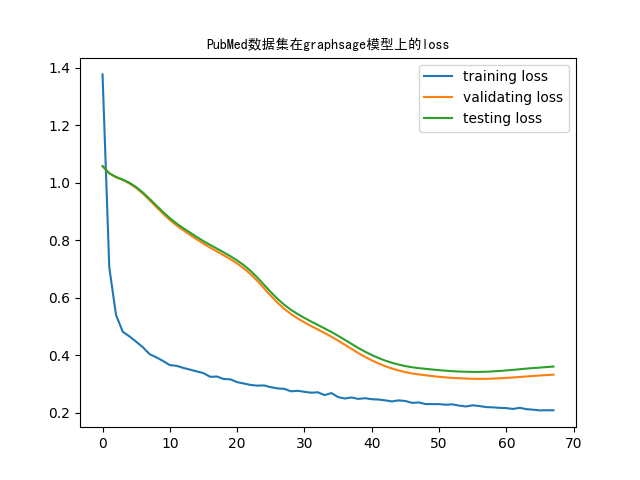 PubMed数据集在graphsage模型上的loss
training loss
validating loss
testing loss
1.4
1.2
1.0
0.8
0.6
0.4
0.2
0 10 20 30 40 50 60 70